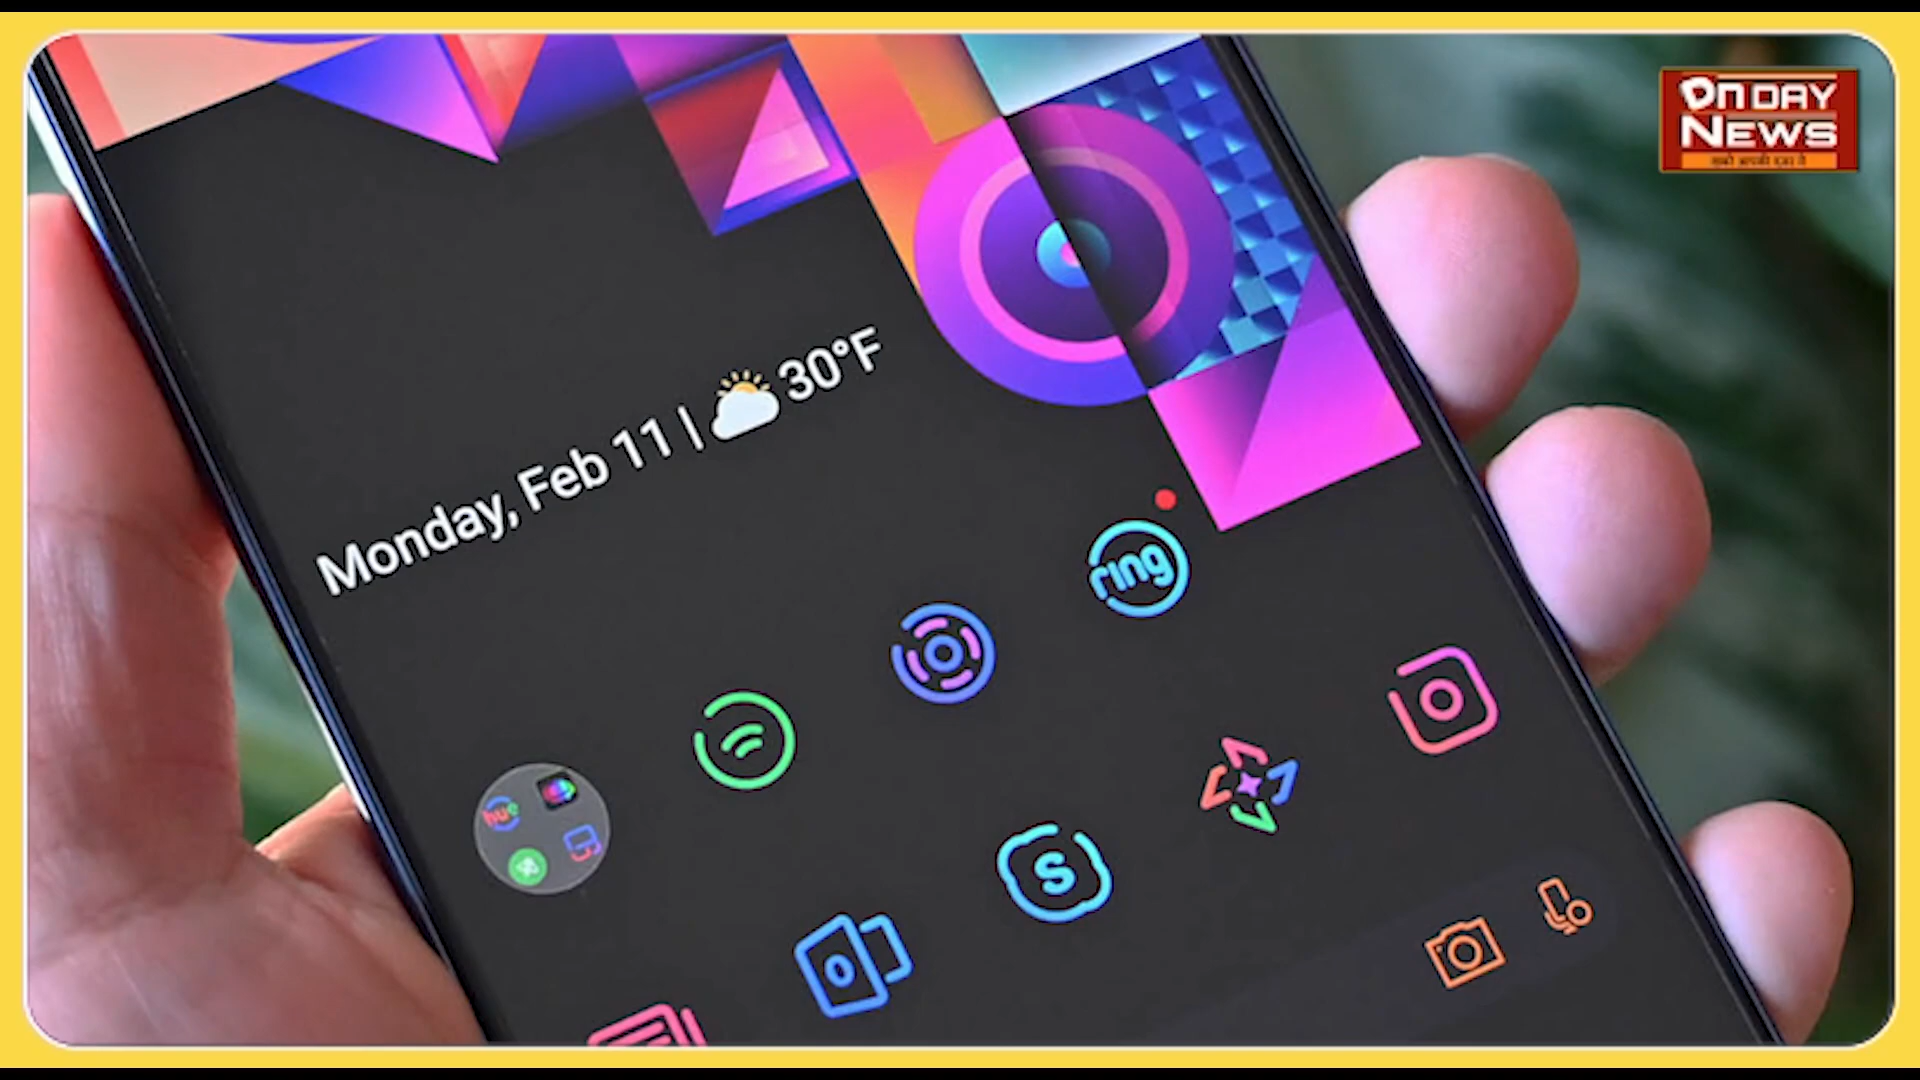 On DAY
NEWS
Monday, Feb 11 | 30°F
ring
hue
S
O